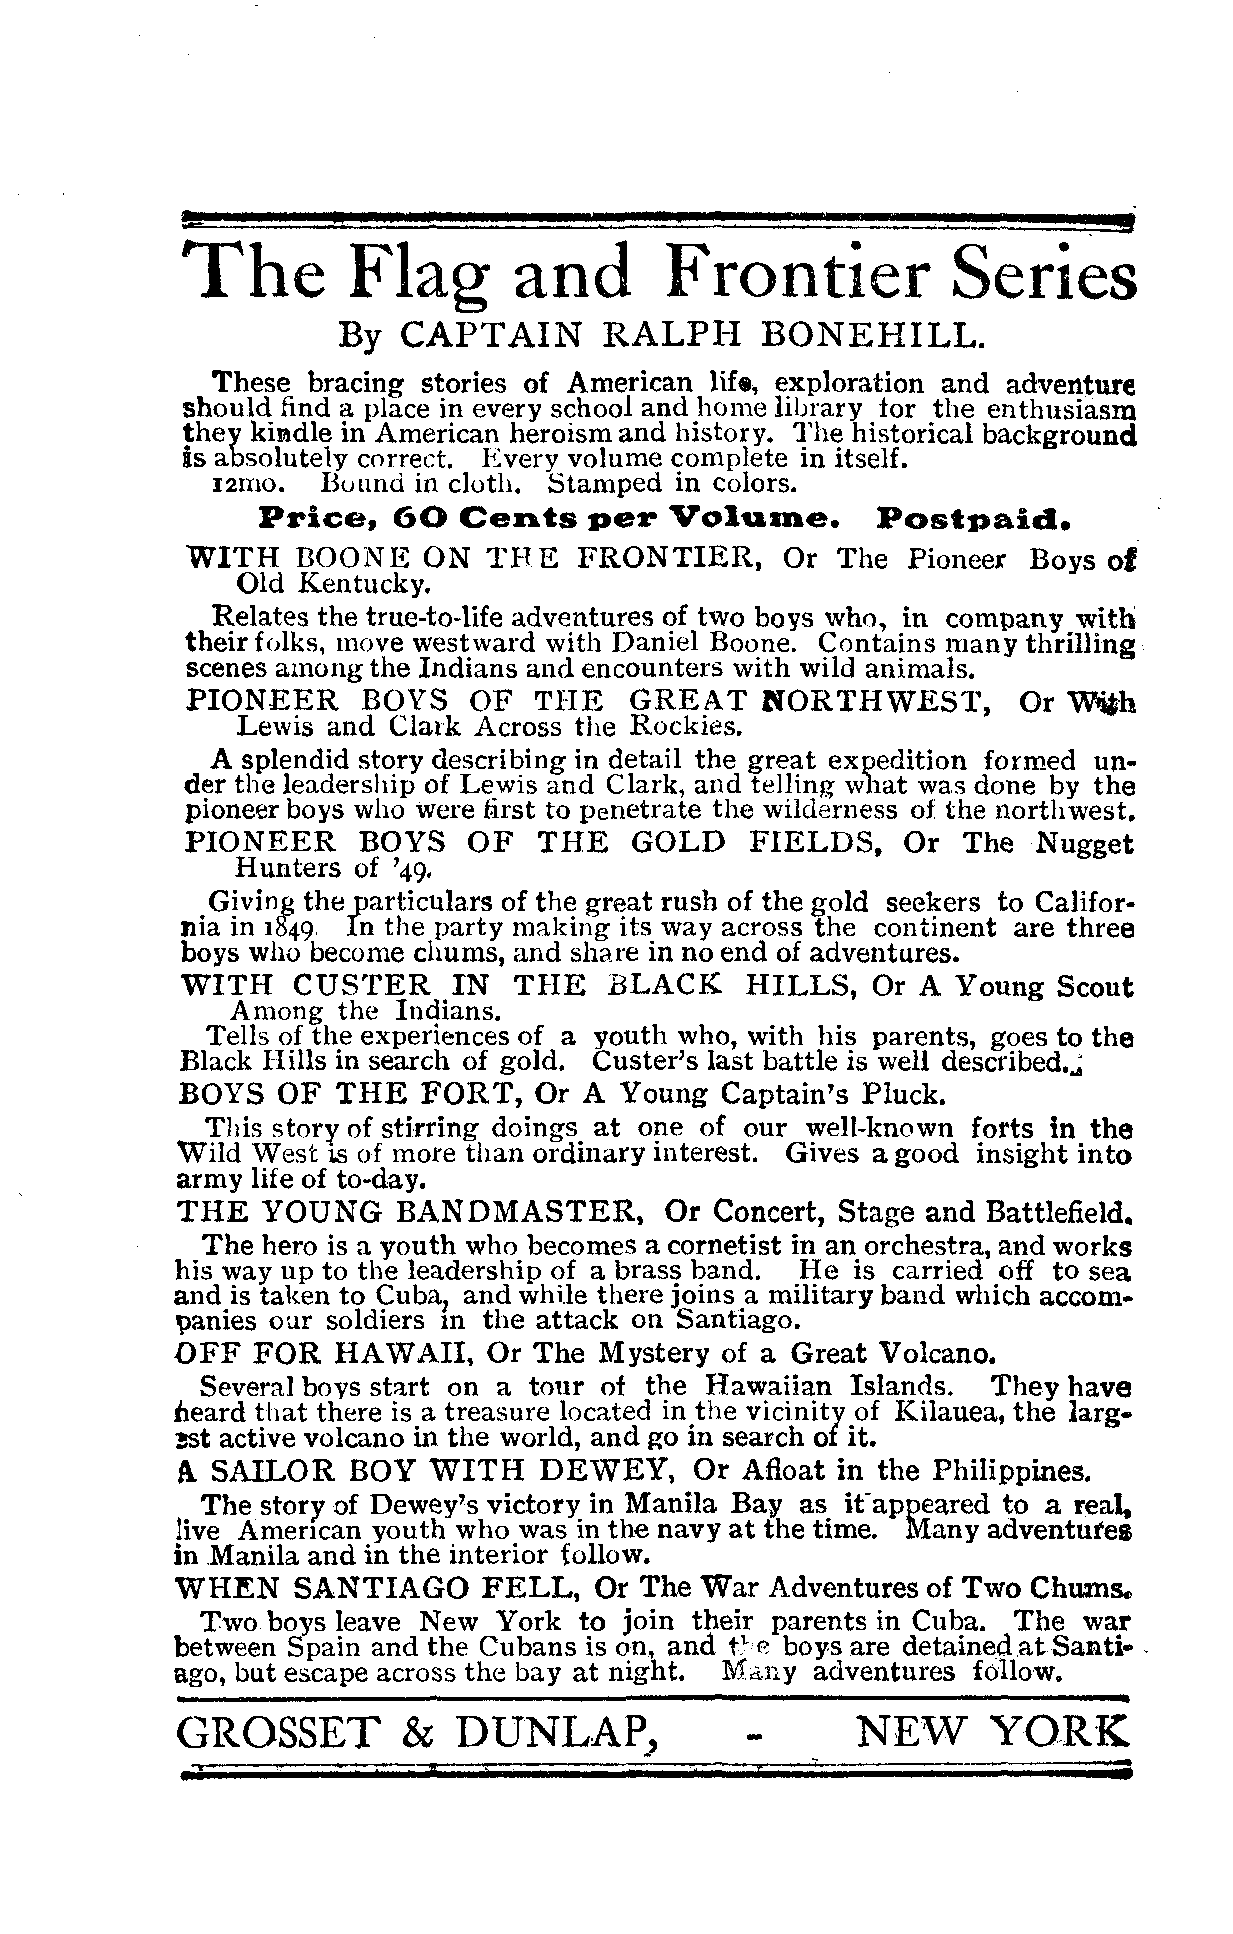 The Flag and Frontier Series
By CAPTAIN RALPH BONEHILL.
These bracing stories of American life, exploration and adventure
should find a place in every school and home library for the enthusiasm
they kindle in American heroism and history. The historical background
is absolutely correct. Every volume complete in itself.
12mo. Bound in cloth. Stamped in colors.
Price, 60 Cents per Volume. Postpaid.
WITH BOONE ON THE FRONTIER, Or The Pioneer Boys of
Old Kentucky.
Relates the true-to-life adventures of two boys who, in company with
their folks, move westward with Daniel Boone. Contains many thrilling
scenes among the Indians and encounters with wild animals.
PIONEER BOYS OF THE GREAT NORTHWEST, Or With
Lewis and Clark Across the Rockies.
A splendid story describing in detail the great expedition formed un-
der the leadership of Lewis and Clark, and telling what was done by the
pioneer boys who were first to penetrate the wilderness of the northwest.
PIONEER BOYS OF THE GOLD FIELDS, Or The Nugget
Hunters of '49.
Giving the particulars of the great rush of the gold seekers to Califor-
nia in 1849. In the party making its way across the continent are three
boys who become chums, and share in no end of adventures.
WITH CUSTER IN THE BLACK HILLS, Or A Young Scout
Among the Indians.
Tells of the experiences of a youth who, with his parents, goes to the
Black Hills in search of gold. Custer's last battle is well described.
BOYS OF THE FORT, Or A Young Captain's Pluck.
This story of stirring doings at one of our well-known forts in the
Wild West is of more than ordinary interest. Gives a good insight into
army life of to-day.
THE YOUNG BANDMASTER, Or Concert, Stage and Battlefield.
The hero is a youth who becomes a cornetist in an orchestra, and works
his way up to the leadership of a brass band. He is carried off to sea
and is taken to Cuba, and while there joins a military band which accom-
panies our soldiers in the attack on Santiago.
OFF FOR HAWAII, Or The Mystery of a Great Volcano.
Several boys start on a tour of the Hawaiian Islands. They have
heard that there is a treasure located in the vicinity of Kilauea, the larg-
est active volcano in the world, and go in search of it.
A SAILOR BOY WITH DEWEY, Or Afloat in the Philippines.
The story of Dewey's victory in Manila Bay as it appeared to a real,
live American youth who was in the navy at the time. Many adventures
in Manila and in the interior follow.
WHEN SANTIAGO FELL, Or The War Adventures of Two Chums.
Two boys leave New York to join their parents in Cuba. The war
between Spain and the Cubans is on, and the boys are detained at Santi-
ago, but escape across the bay at night. Many adventures follow.
GROSSET & DUNLAP, - NEW YORK